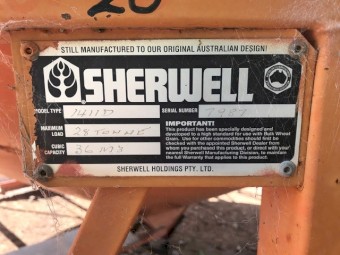 20
STILL MANUFACTURED TO OUR ORIGINAL AUSTRALIAN DESIGN!
SHERWELL
MODEL TYPE
SERIAL NUMBER
IMPORTANT!
This product has been specially designed and
developed to a high standard for use with Bulk Wheat
Grain. Use for other commodities should first be
checked with the appointed Sherwell Dealer from
whom you purchased this product, or direct with your
nearest Sherwell Manufacturing Division, to maintain
the full Warranty that applies to this product.
MAXIMUM LOAD 28 TONNE
CUBIC CAPACITY 36 M3
SHERWELL HOLDINGS PTY. LTD.